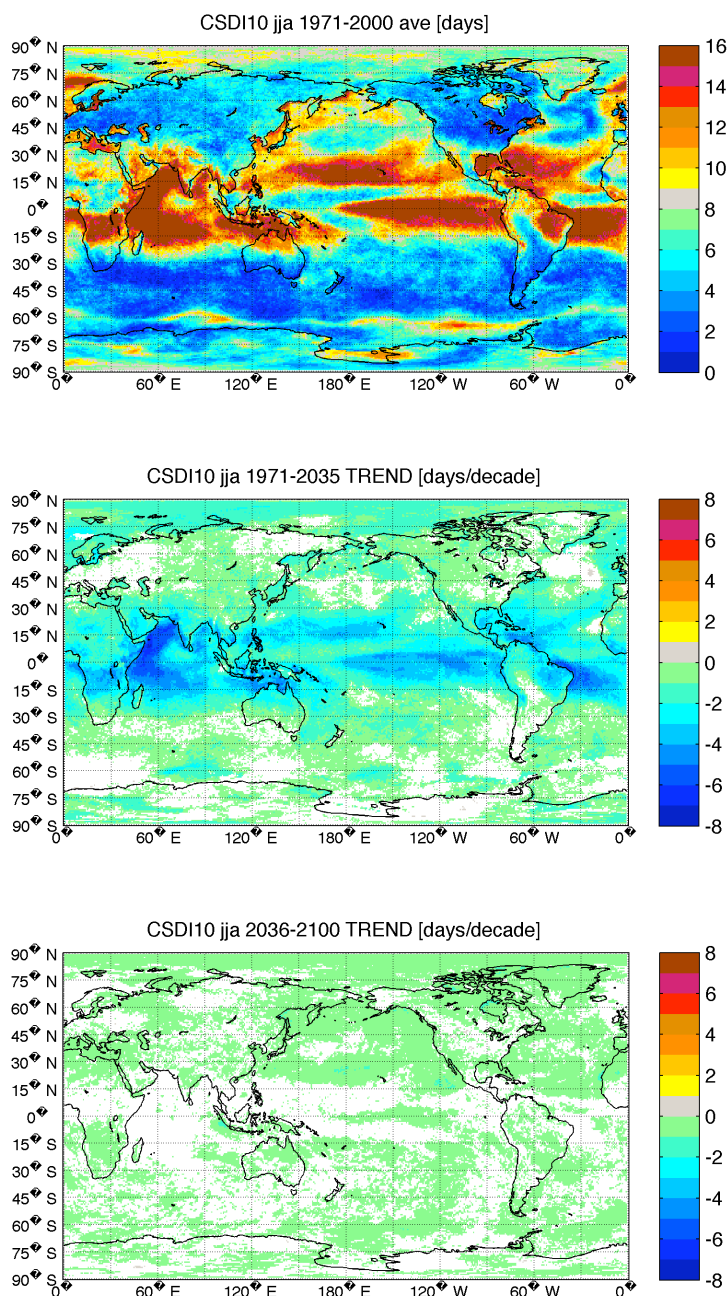 CSDI10 jja 1971-2000 ave [days]
90� N
75� N
60� N
45� N
30� N
15� N
0�
15� S
30� S
45� S
60� S
75� S
90� S
0� 60� E 120� E 180� E 120� W 60� W 0�
16
14
12
10
8
6
4
2
0
CSDI10 jja 1971-2035 TREND [days/decade]
90� N
75� N
60� N
45� N
30� N
15� N
0�
15� S
30� S
45� S
60� S
75� S
90� S
0� 60� E 120� E 180� E 120� W 60� W 0�
8
6
4
2
0
-2
-4
-6
-8
CSDI10 jja 2036-2100 TREND [days/decade]
90� N
75� N
60� N
45� N
30� N
15� N
0�
15� S
30� S
45� S
60� S
75� S
90� S
0� 60� E 120� E 180� E 120� W 60� W 0�
8
6
4
2
0
-2
-4
-6
-8